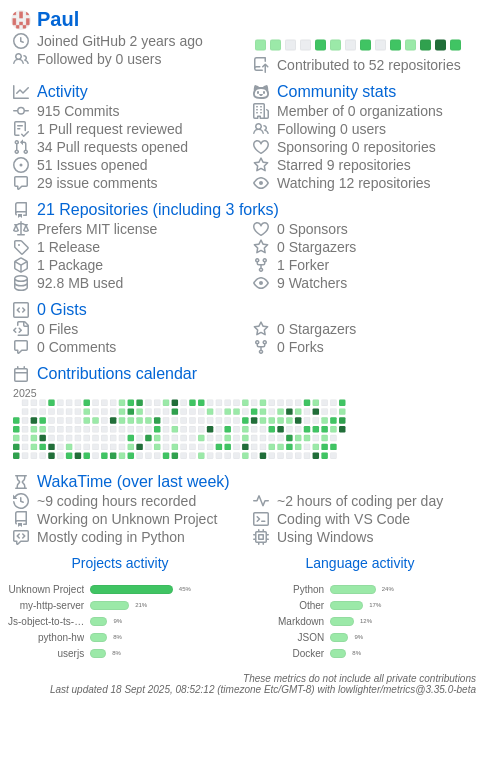 Paul
Joined GitHub 2 years ago
Followed by 0 users
Contributed to 52 repositories
Activity
915 Commits
1 Pull request reviewed
34 Pull requests opened
51 Issues opened
29 issue comments
Community stats
Member of 0 organizations
Following 0 users
Sponsoring 0 repositories
Starred 9 repositories
Watching 12 repositories
21 Repositories (including 3 forks)
Prefers MIT license
1 Release
1 Package
92.8 MB used
0 Sponsors
0 Stargazers
1 Forker
9 Watchers
0 Gists
0 Files
0 Comments
0 Stargazers
0 Forks
Contributions calendar
2025
WakaTime (over last week)
~9 coding hours recorded
Working on Unknown Project
Mostly coding in Python
~2 hours of coding per day
Coding with VS Code
Using Windows
Projects activity
Unknown Project 45%
my-http-server 21%
Js-object-to-ts-… 9%
python-hw 8%
userjs 8%
Language activity
Python 24%
Other 17%
Markdown 12%
JSON 9%
Docker 8%
These metrics do not include all private contributions
Last updated 18 Sept 2025, 08:52:12 (timezone Etc/GMT-8) with lowlighter/metrics@3.35.0-beta